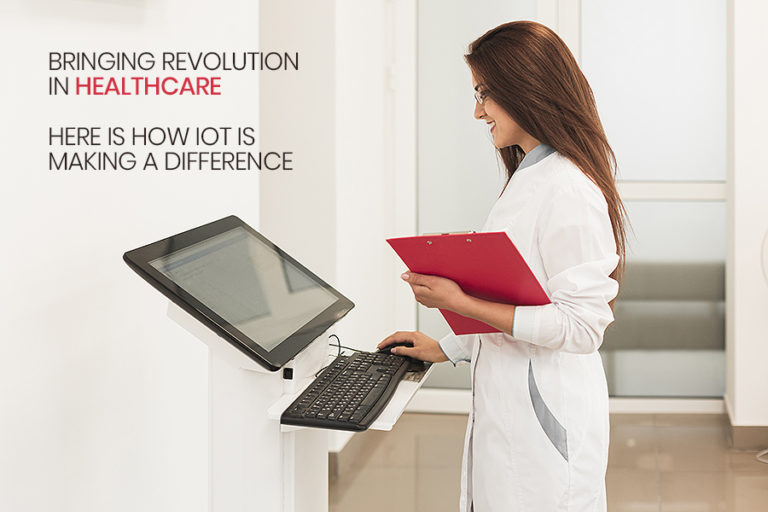 BRINGING REVOLUTION
IN HEALTHCARE
HERE IS HOW IOT IS
MAKING A DIFFERENCE